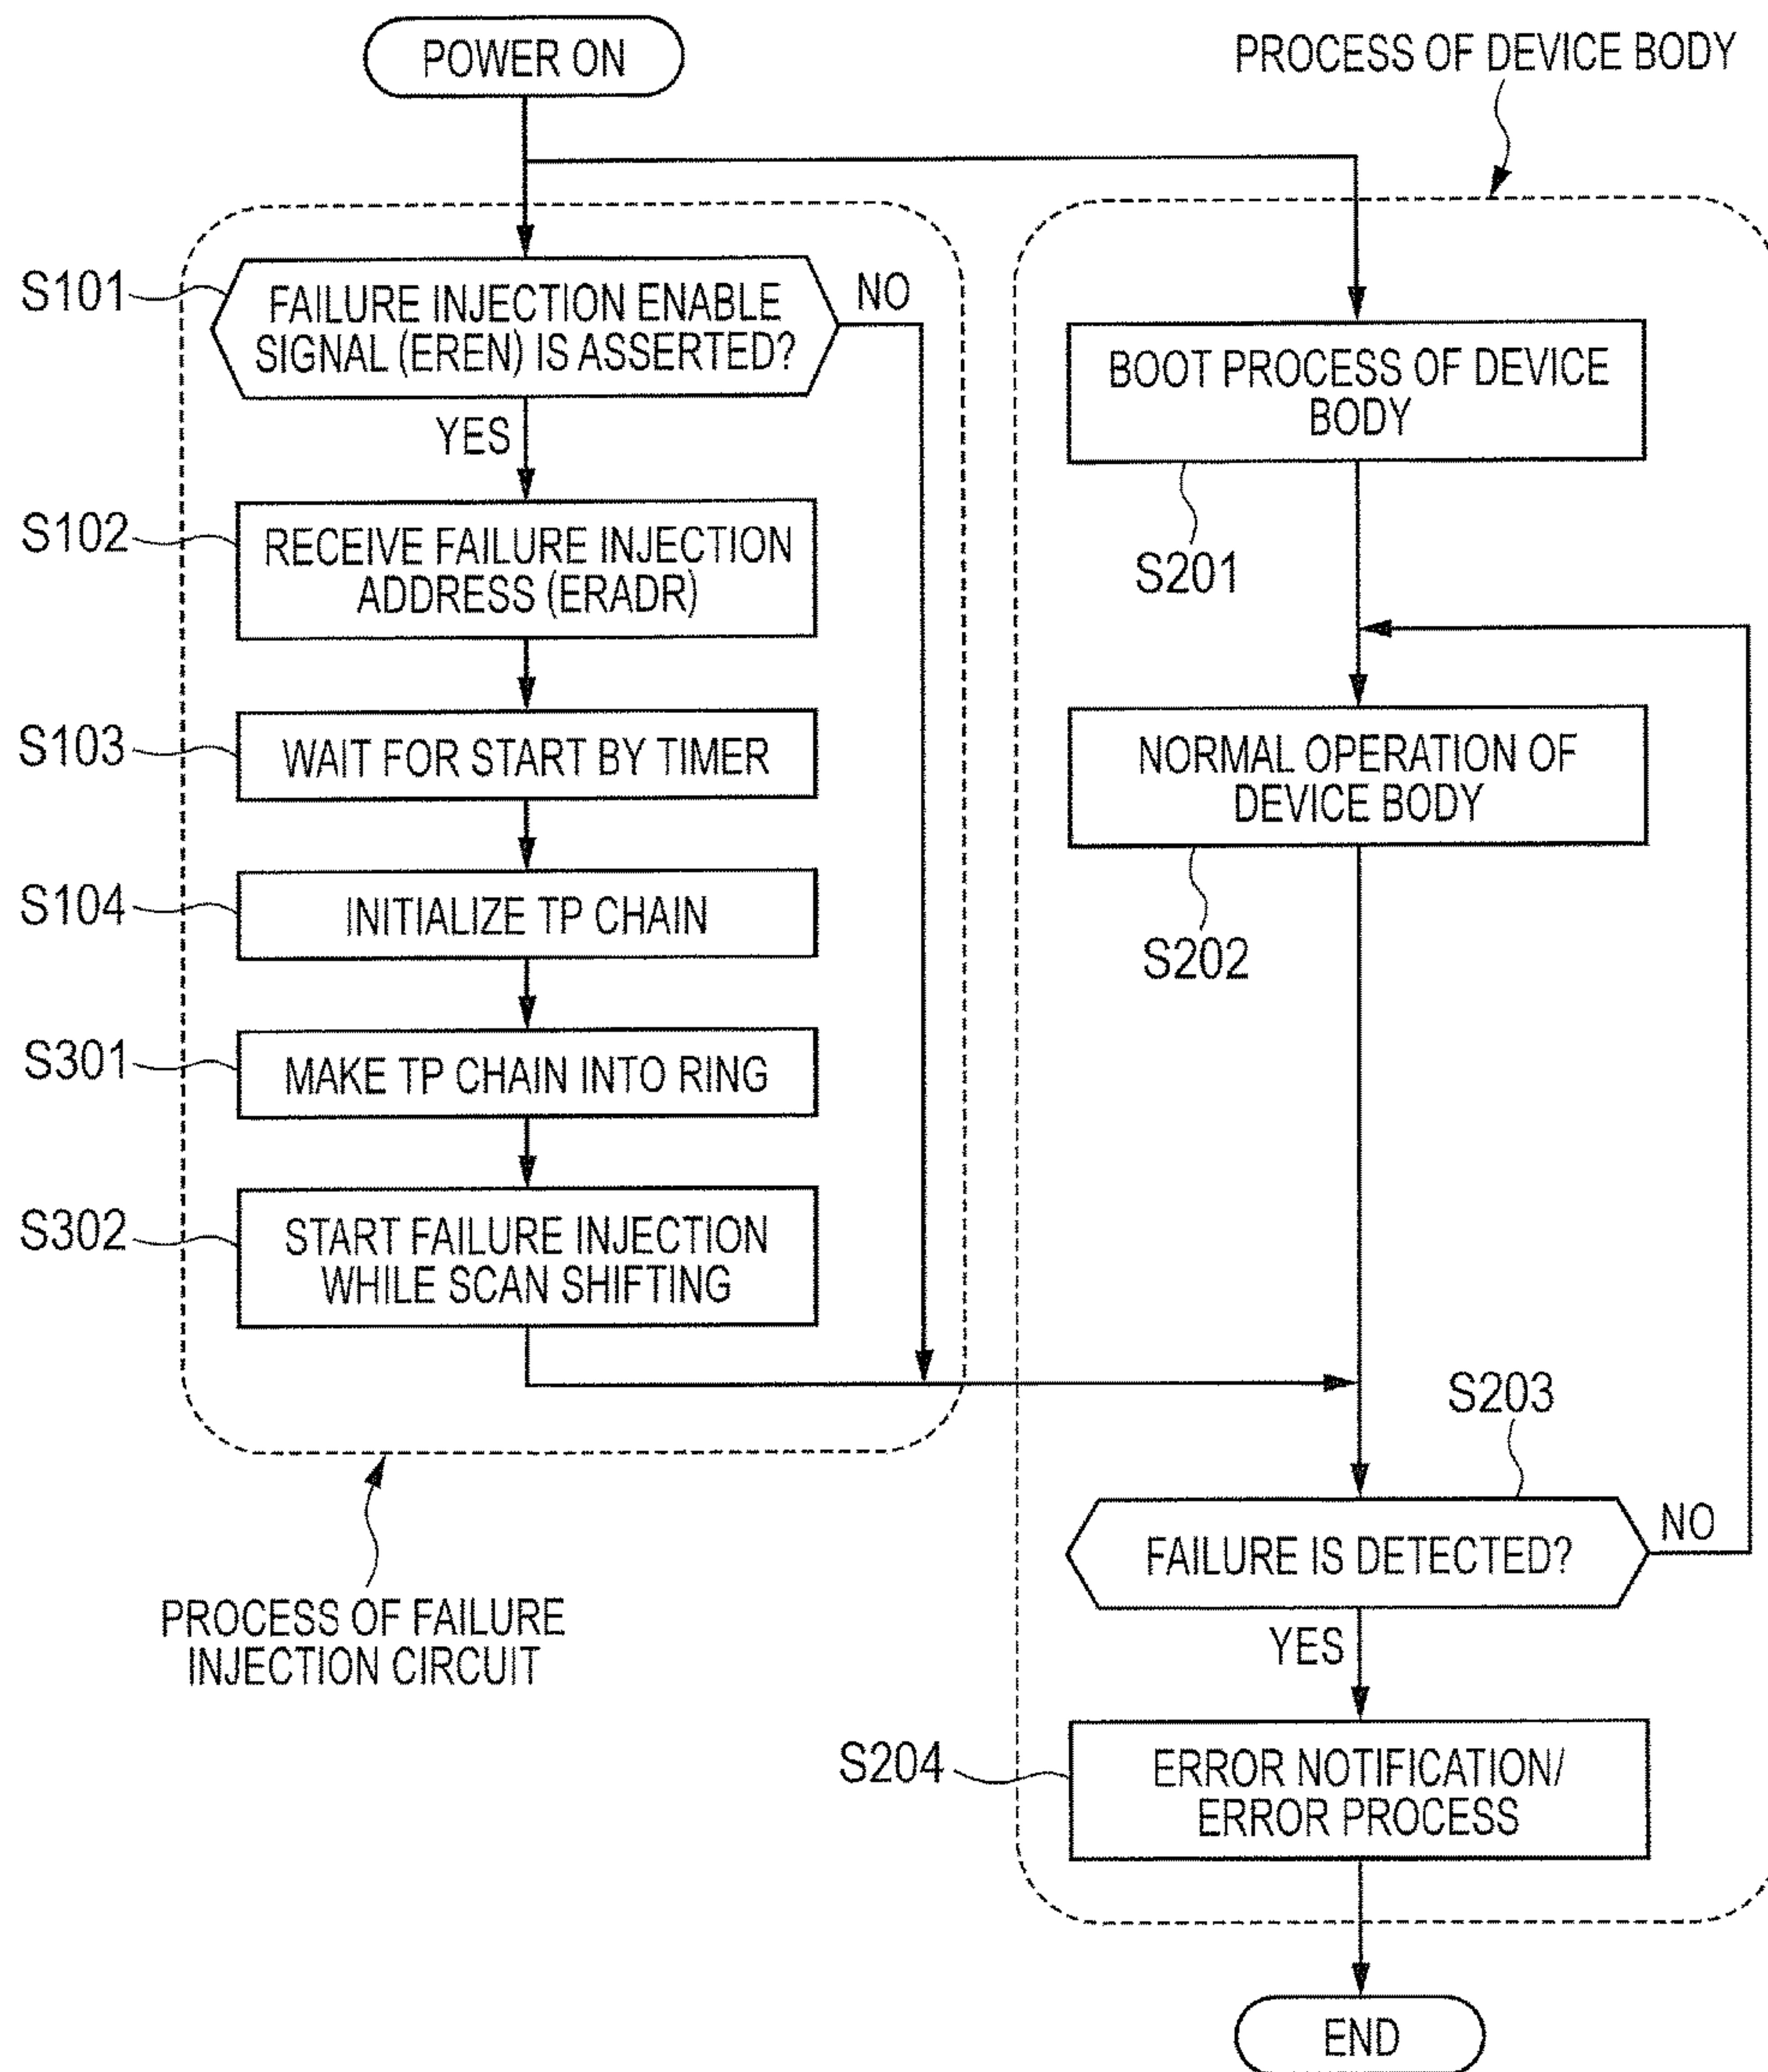 POWER ON
PROCESS OF DEVICE BODY
S101
FAILURE INJECTION ENABLE
SIGNAL (EREN) IS ASSERTED?
NO
YES
S102
RECEIVE FAILURE INJECTION
ADDRESS (ERADR)
S103
WAIT FOR START BY TIMER
S104
INITIALIZE TP CHAIN
S301
MAKE TP CHAIN INTO RING
S302
START FAILURE INJECTION
WHILE SCAN SHIFTING
PROCESS OF FAILURE
INJECTION CIRCUIT
BOOT PROCESS OF DEVICE
BODY
S201
NORMAL OPERATION OF
DEVICE BODY
S202
S203
FAILURE IS DETECTED?
NO
YES
S204
ERROR NOTIFICATION/
ERROR PROCESS
END